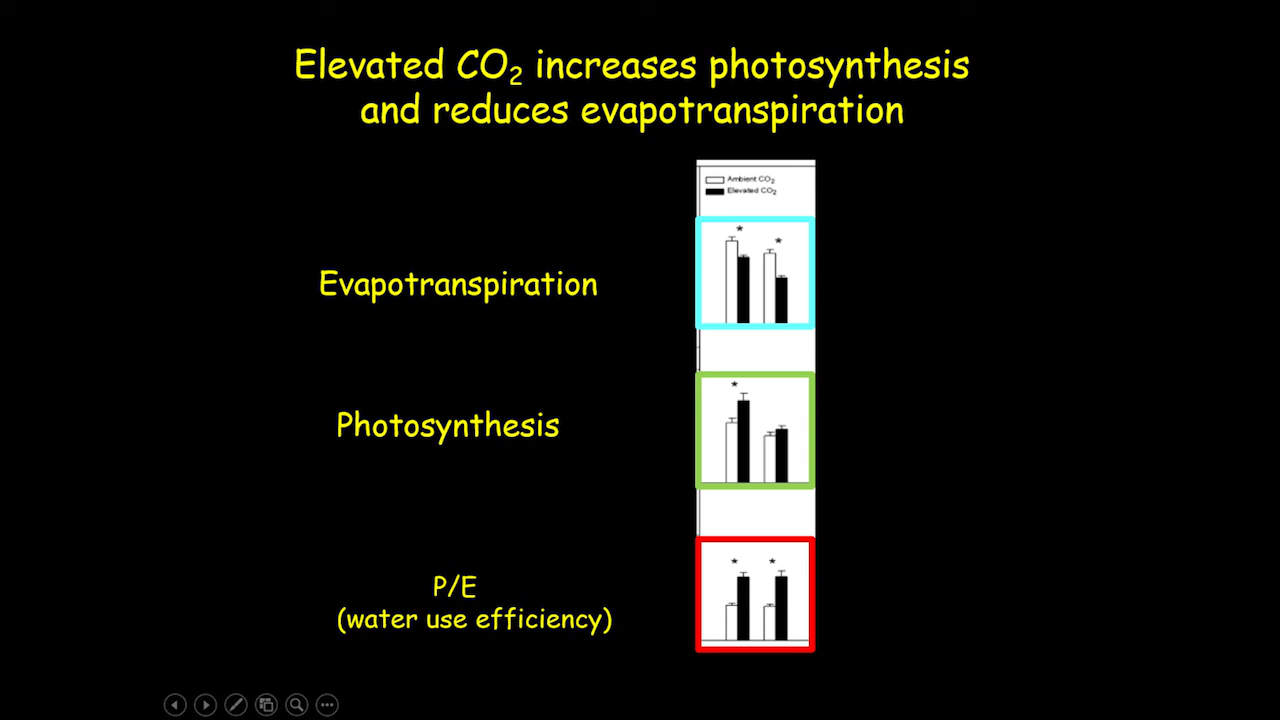 Elevated CO₂ increases photosynthesis
and reduces evapotranspiration
Ambient CO₂
Elevated CO₂
*
*
Evapotranspiration
*
Photosynthesis
*
*
P/E
(water use efficiency)